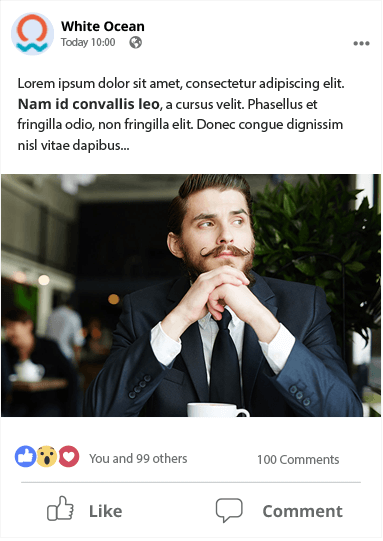 White Ocean
Today 10:00
Lorem ipsum dolor sit amet, consectetur adipiscing elit.
Nam id convallis leo, a cursus velit. Phasellus et
fringilla odio, non fringilla elit. Donec congue dignissim
nisl vitae dapibus...
You and 99 others
100 Comments
Like
Comment